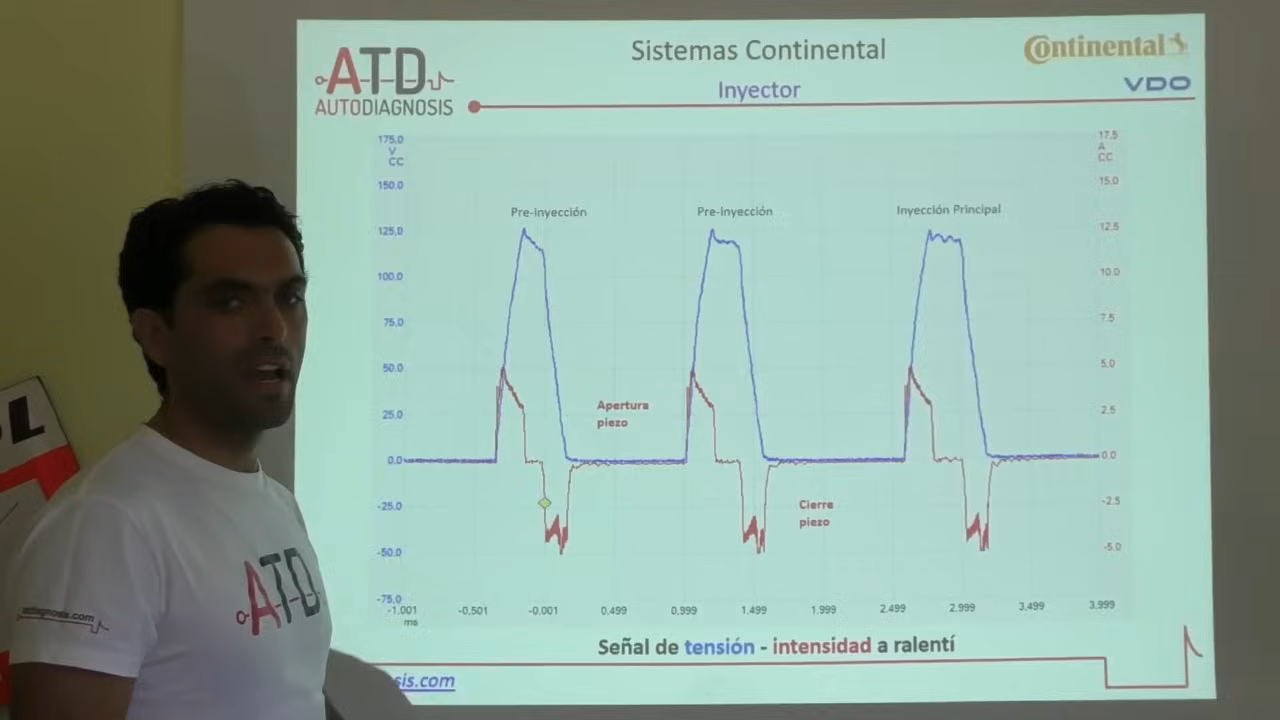 ATD
AUTODIAGNOSIS
Sistemas Continental
Inyector
Continental
VDO
175.0
V
CC
150.0
125.0
100.0
75.0
50.0
25.0
0.0
-25.0
-50.0
-75.0
17.5
A
CC
15.0
12.5
10.0
7.5
5.0
2.5
0.0
-2.5
-5.0
Pre-inyección
Pre-inyección
Inyección Principal
Apertura
piezo
Cierre
piezo
-1.001
ms
-0,501
-0.001
0,499
0,999
1,499
1,999
2.499
2.999
3,499
3.999
Señal de tensión - intensidad a ralentí
sis.com
ATD
OL